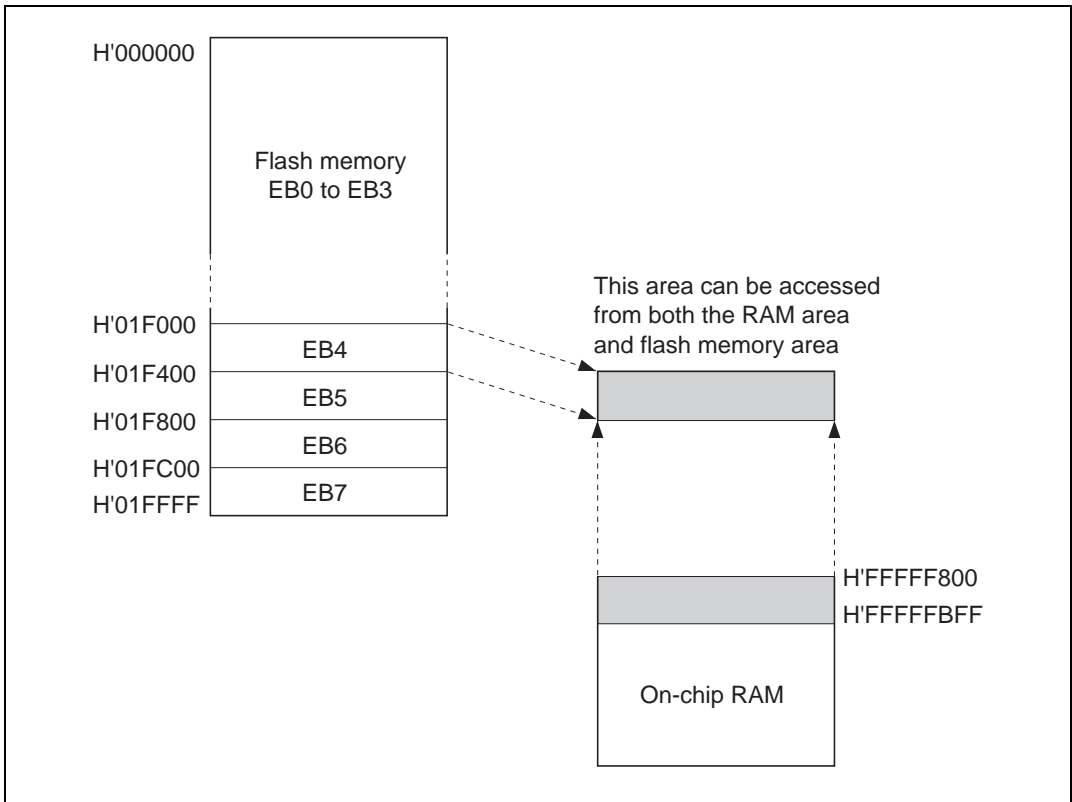 H'000000
Flash memory
EB0 to EB3
This area can be accessed
from both the RAM area
and flash memory area
H'01F000
EB4
H'01F400
EB5
H'01F800
EB6
H'01FC00
EB7
H'01FFFF
H'FFFFF800
H'FFFFFBFF
On-chip RAM